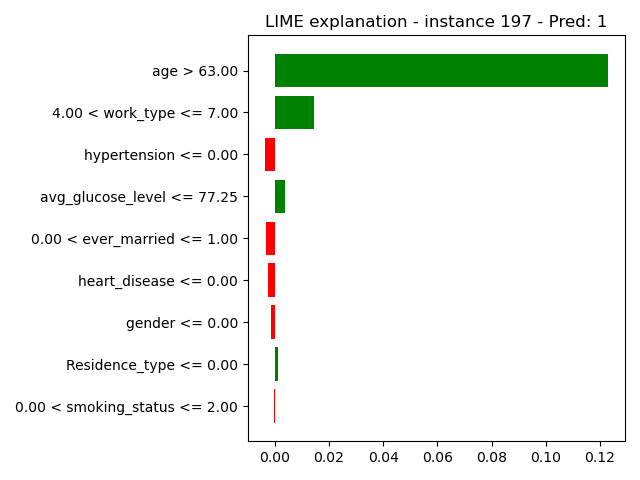 LIME explanation - instance 197 - Pred: 1
age > 63.00
4.00 < work_type <= 7.00
hypertension <= 0.00
avg_glucose_level <= 77.25
0.00 < ever_married <= 1.00
heart_disease <= 0.00
gender <= 0.00
Residence_type <= 0.00
0.00 < smoking_status <= 2.00
0.00 0.02 0.04 0.06 0.08 0.10 0.12